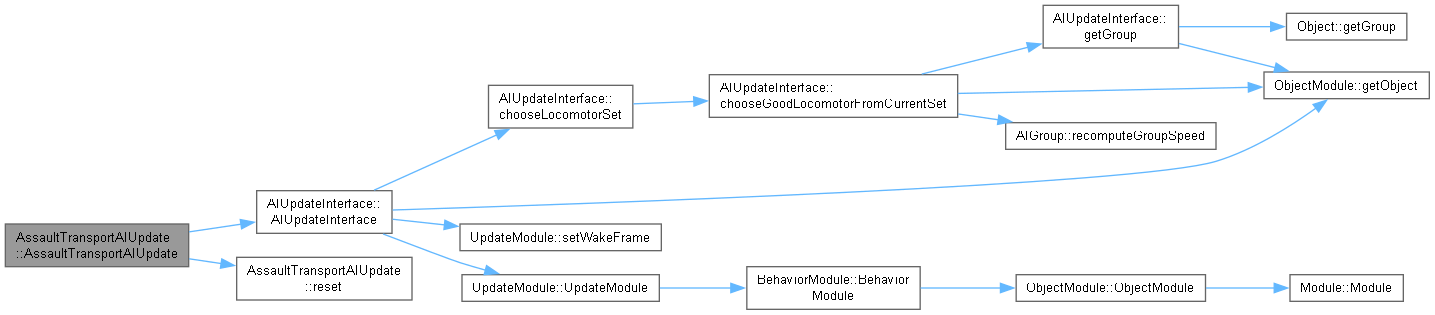 AssaultTransportAIUpdate
::AssaultTransportAIUpdate
AIUpdateInterface::
AIUpdateInterface
AssaultTransportAIUpdate
::reset
AIUpdateInterface::
chooseLocomotorSet
UpdateModule::setWakeFrame
UpdateModule::UpdateModule
AIUpdateInterface::
chooseGoodLocomotorFromCurrentSet
BehaviorModule::Behavior
Module
AIUpdateInterface::
getGroup
AIGroup::recomputeGroupSpeed
ObjectModule::ObjectModule
Object::getGroup
ObjectModule::getObject
Module::Module